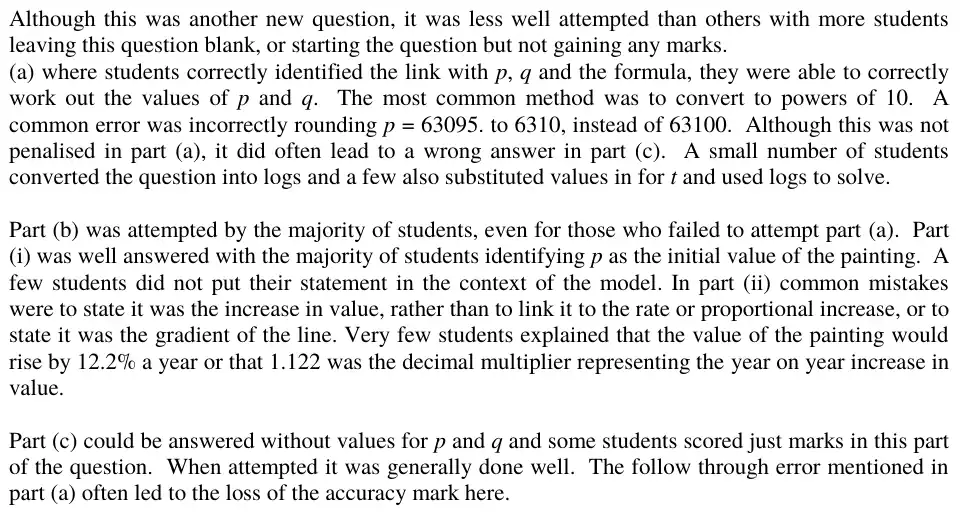 Although this was another new question, it was less well attempted than others with more students
leaving this question blank, or starting the question but not gaining any marks.
(a) where students correctly identified the link with p, q and the formula, they were able to correctly
work out the values of p and q.  The most common method was to convert to powers of 10.  A
common error was incorrectly rounding p = 63095. to 6310, instead of 63100.  Although this was not
penalised in part (a), it did often lead to a wrong answer in part (c).  A small number of students
converted the question into logs and a few also substituted values in for t and used logs to solve.

Part (b) was attempted by the majority of students, even for those who failed to attempt part (a).  Part
(i) was well answered with the majority of students identifying p as the initial value of the painting.  A
few students did not put their statement in the context of the model. In part (ii) common mistakes
were to state it was the increase in value, rather than to link it to the rate or proportional increase, or to
state it was the gradient of the line. Very few students explained that the value of the painting would
rise by 12.2% a year or that 1.122 was the decimal multiplier representing the year on year increase in
value.

Part (c) could be answered without values for p and q and some students scored just marks in this part
of the question.  When attempted it was generally done well.  The follow through error mentioned in
part (a) often led to the loss of the accuracy mark here.